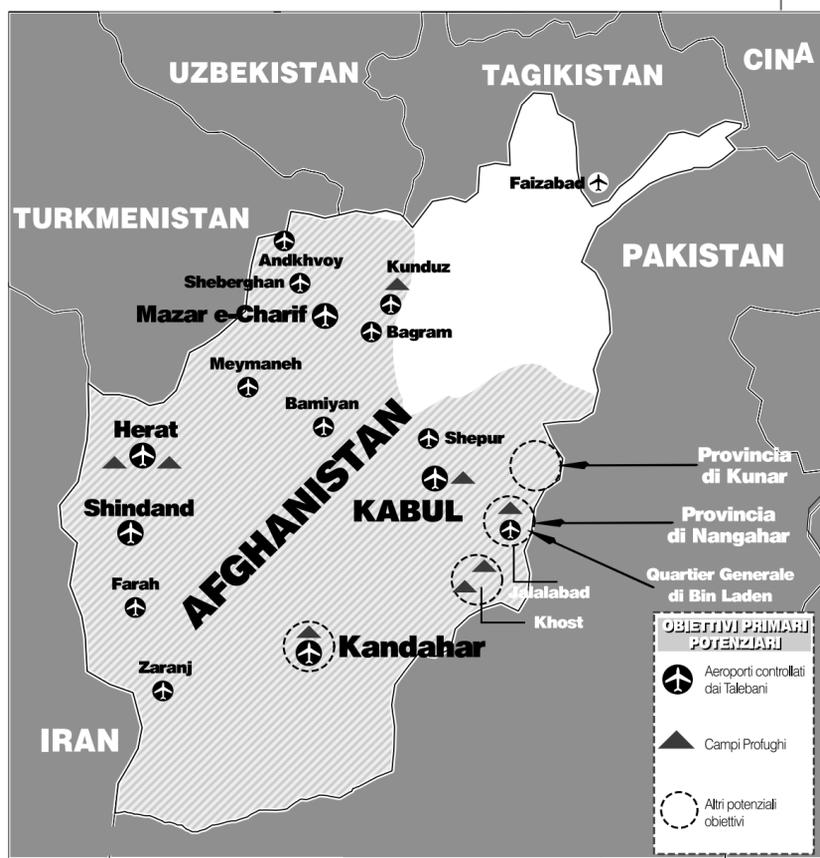 UZBEKISTAN
TAGIKISTAN
CINA
Faizabad
TURKMENISTAN
PAKISTAN
Andkhvoy
Kunduz
Sheberghan
Mazar e-Charif
Bagram
Meymaneh
Bamiyan
Herat
Shepur
AFGHANISTAN
Provincia
di Kunar
KABUL
Shindand
Provincia
di Nangahar
Farah
Jalalabad
Quartier Generale
di Bin Laden
Khost
Kandahar
Zaranj
IRAN
OBIETTIVI PRIMARI
POTENZIARI
Aeroporti controllati
dai Talebani
Campi Profughi
Altri potenziali
obiettivi